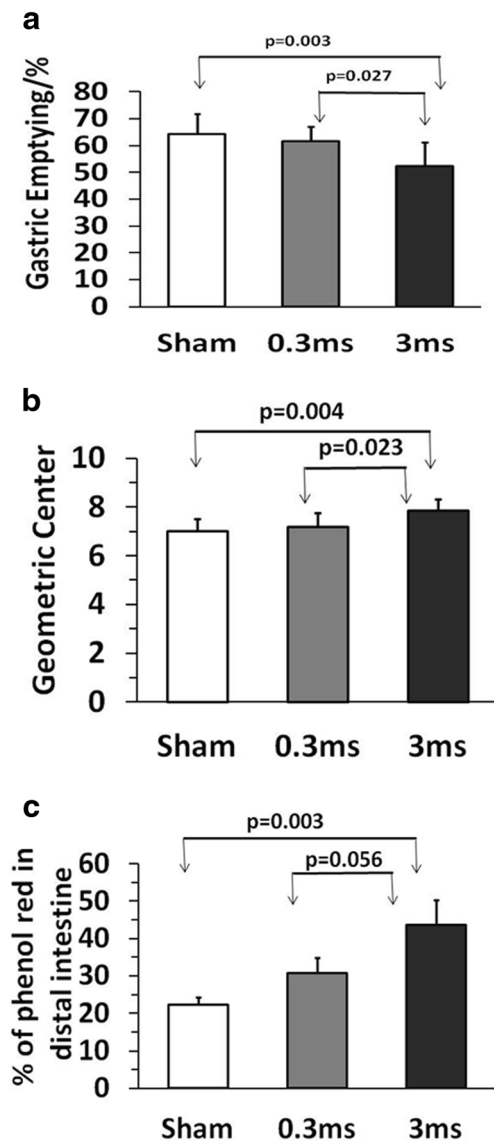 a
p=0.003
p=0.027
Gastric Emptying/%
80
70
60
50
40
30
20
10
0
Sham 0.3ms 3ms
b
p=0.004
p=0.023
Geometric Center
10
8
6
4
2
0
Sham 0.3ms 3ms
c
p=0.003
p=0.056
% of phenol red in
distal intestine
60
50
40
30
20
10
0
Sham 0.3ms 3ms